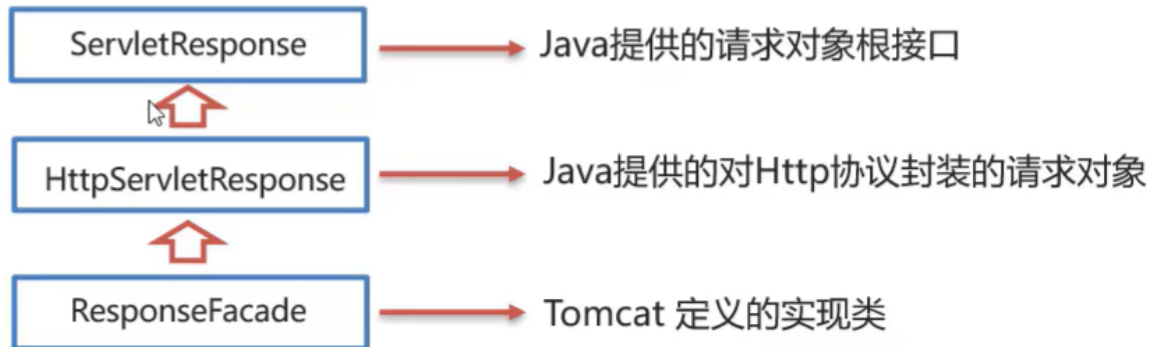 ServletResponse Java提供的请求对象根接口
HttpServletResponse Java提供的对Http协议封装的请求对象
ResponseFacade Tomcat 定义的实现类